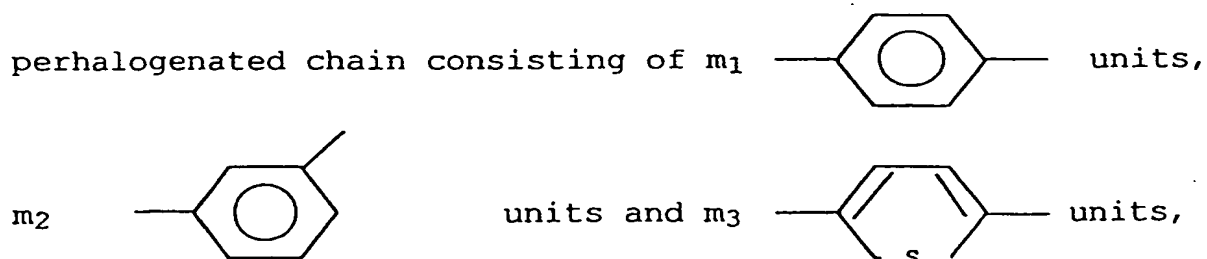 perhalogenated chain consisting of m1 units,
m2 units and m3 units,
s